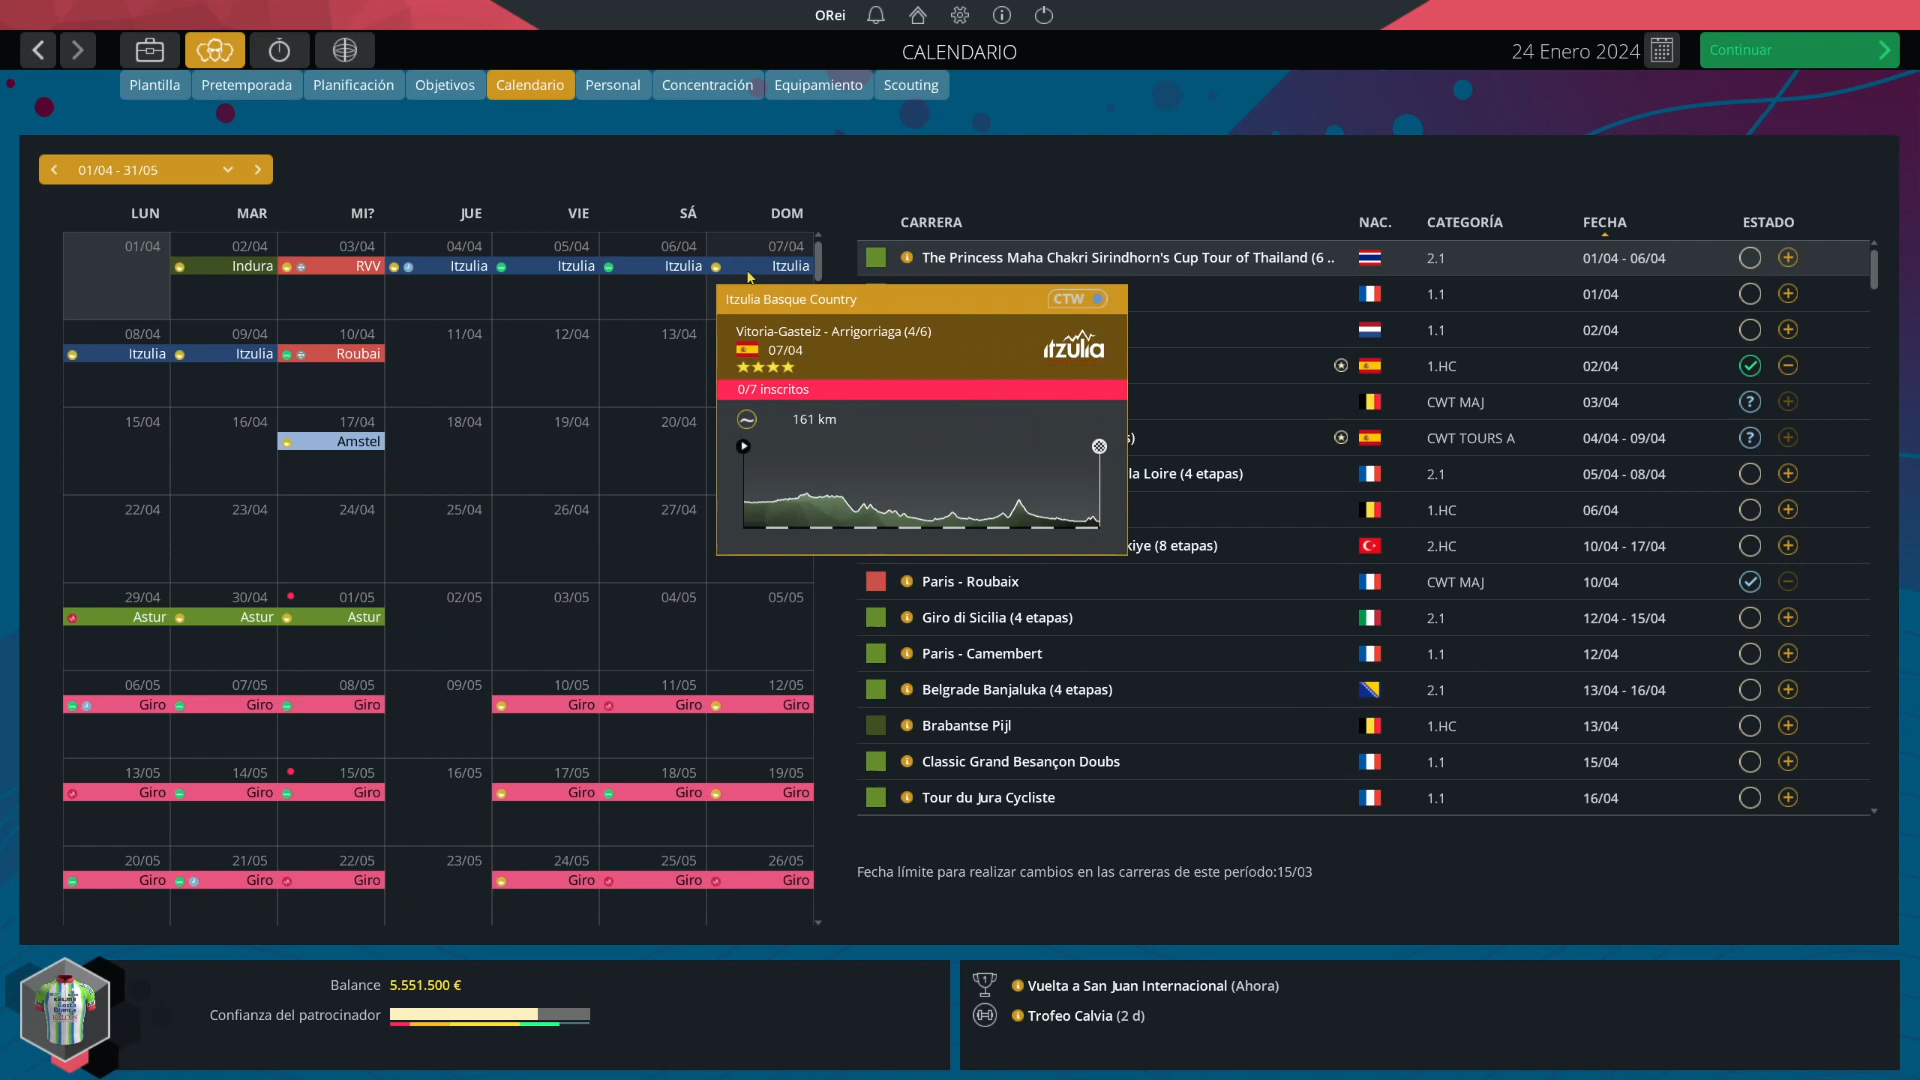 ORei
CALENDARIO
24 Enero 2024
Continuar
Plantilla
Pretemporada
Planificación
Objetivos
Calendario
Personal
Concentración
Equipamiento
Scouting
01/04 - 31/05
LUN MAR MI? JUE VIE SÁ DOM
01/04 02/04 03/04 04/04 05/04 06/04 07/04
Indura RVV Itzulia Itzulia Itzulia Itzulia
08/04 09/04 10/04 11/04 12/04 13/04
Itzulia Itzulia Roubai
15/04 16/04 17/04 18/04 19/04 20/04
Amstel
22/04 23/04 24/04 25/04 26/04 27/04
29/04 30/04 01/05 02/05 03/05 04/05 05/05
Astur Astur Astur
06/05 07/05 08/05 09/05 10/05 11/05 12/05
Giro Giro Giro Giro Giro Giro
13/05 14/05 15/05 16/05 17/05 18/05 19/05
Giro Giro Giro Giro Giro Giro
20/05 21/05 22/05 23/05 24/05 25/05 26/05
Giro Giro Giro Giro Giro Giro
Itzulia Basque Country CTW
Vitoria-Gasteiz - Arrigorriaga (4/6)
07/04
itzulia
0/7 inscritos
161 km
CARRERA NAC. CATEGORÍA FECHA ESTADO
The Princess Maha Chakri Sirindhorn's Cup Tour of Thailand (6 .. 2.1 01/04 - 06/04
1.1 01/04
1.1 02/04
1.HC 02/04
CWT MAJ 03/04
s) CWT TOURS A 04/04 - 09/04
la Loire (4 etapas) 2.1 05/04 - 08/04
1.HC 06/04
kiye (8 etapas) 2.HC 10/04 - 17/04
Paris - Roubaix CWT MAJ 10/04
Giro di Sicilia (4 etapas) 2.1 12/04 - 15/04
Paris - Camembert 1.1 12/04
Belgrade Banjaluka (4 etapas) 2.1 13/04 - 16/04
Brabantse Pijl 1.HC 13/04
Classic Grand Besançon Doubs 1.1 15/04
Tour du Jura Cycliste 1.1 16/04
Fecha límite para realizar cambios en las carreras de este período:15/03
Balance 5.551.500 €
Confianza del patrocinador
Vuelta a San Juan Internacional (Ahora)
Trofeo Calvia (2 d)